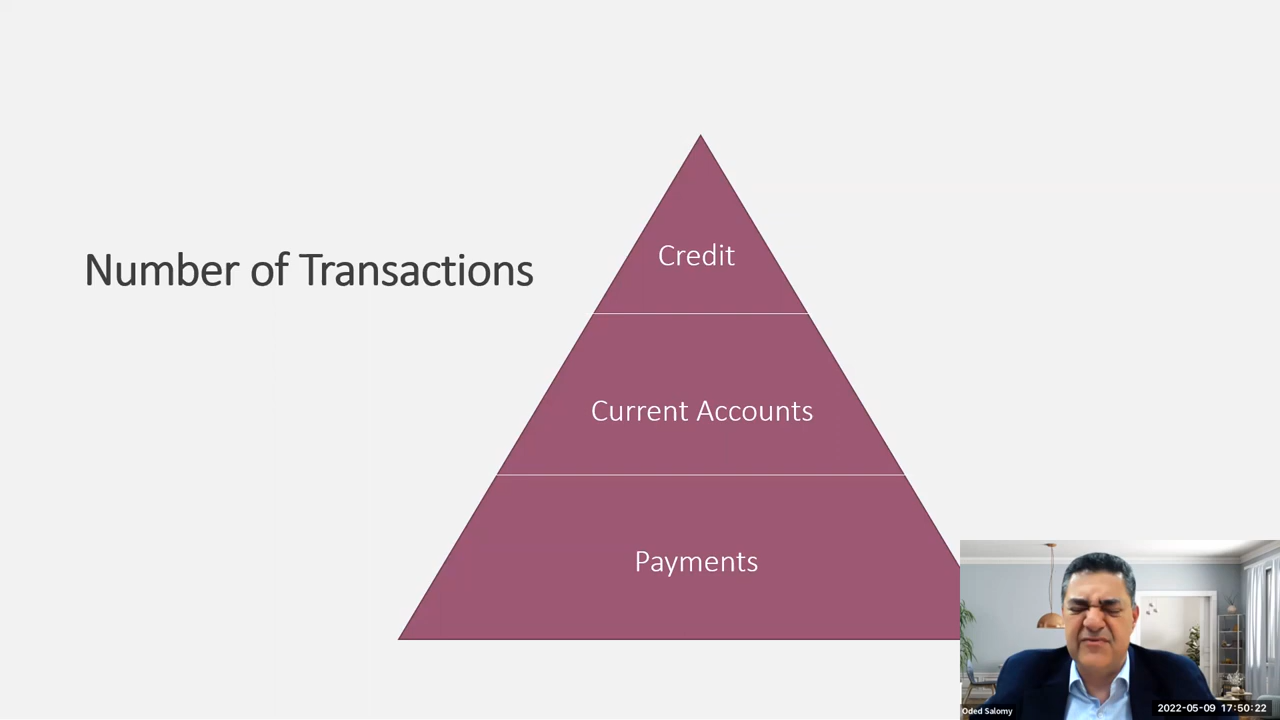 Number of Transactions
Credit
Current Accounts
Payments
Oded Salomy
2022-05-09 17:50:22